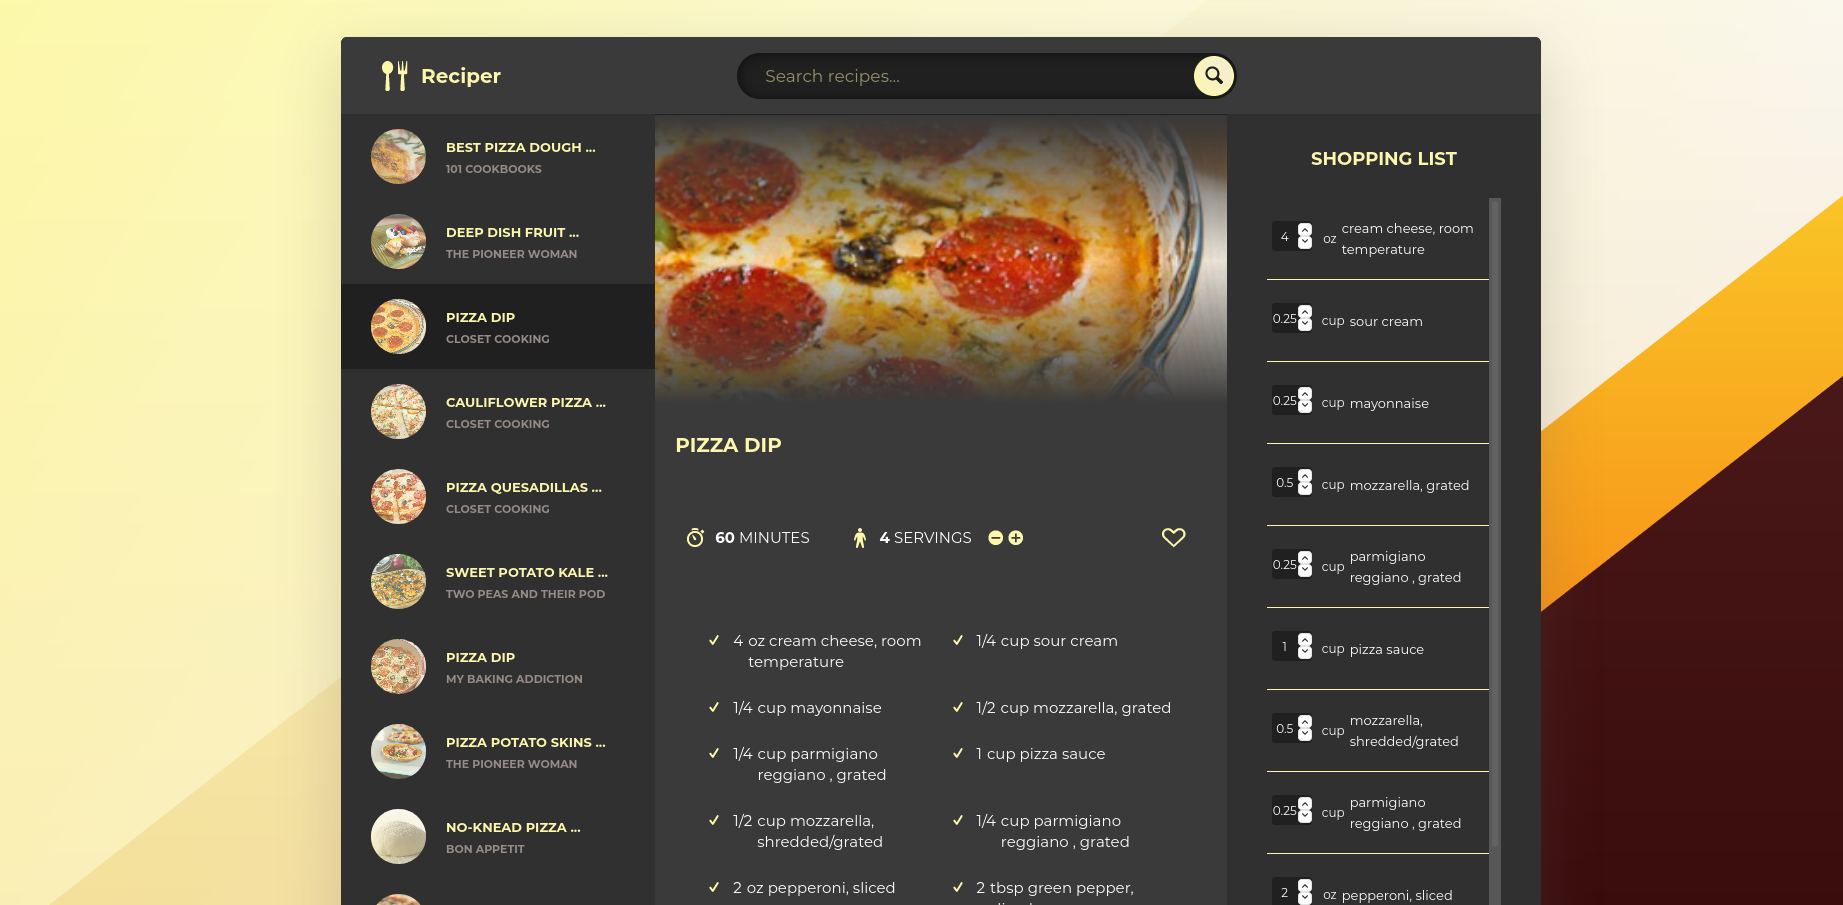 Reciper
Search recipes...
BEST PIZZA DOUGH ...
101 COOKBOOKS
DEEP DISH FRUIT ...
THE PIONEER WOMAN
PIZZA DIP
CLOSET COOKING
CAULIFLOWER PIZZA ...
CLOSET COOKING
PIZZA QUESADILLAS ...
CLOSET COOKING
SWEET POTATO KALE ...
TWO PEAS AND THEIR POD
PIZZA DIP
MY BAKING ADDICTION
PIZZA POTATO SKINS ...
THE PIONEER WOMAN
NO-KNEAD PIZZA ...
BON APPETIT
PIZZA DIP
60 MINUTES
4 SERVINGS
4 oz cream cheese, room
temperature
1/4 cup sour cream
1/4 cup mayonnaise
1/2 cup mozzarella, grated
1/4 cup parmigiano
reggiano , grated
1 cup pizza sauce
1/2 cup mozzarella,
shredded/grated
1/4 cup parmigiano
reggiano , grated
2 oz pepperoni, sliced
2 tbsp green pepper,
SHOPPING LIST
4 oz cream cheese, room
temperature
0.25 cup sour cream
0.25 cup mayonnaise
0.5 cup mozzarella, grated
0.25 cup parmigiano
reggiano , grated
1 cup pizza sauce
0.5 cup mozzarella,
shredded/grated
0.25 cup parmigiano
reggiano , grated
2 oz pepperoni, sliced